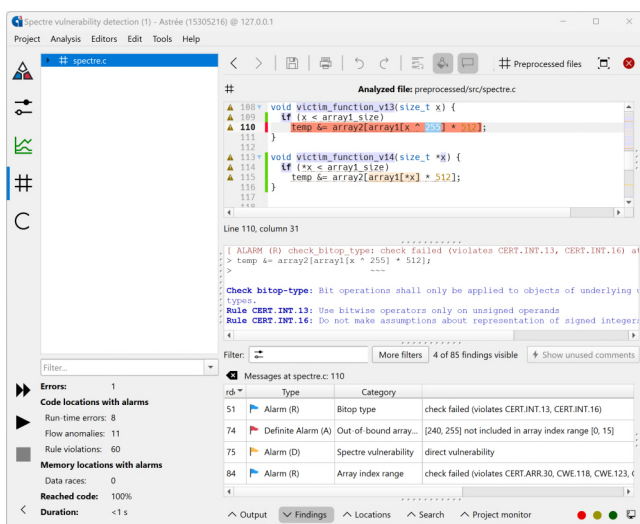 Spectre vulnerability detection (1) - Astrée (15305216) @ 127.0.0.1
Project Analysis Editors Edit Tools Help
# spectre.c
# Preprocessed files
Analyzed file: preprocessed/src/spectre.c
108 void victim_function_v13(size_t x) {
109 if (x < array1_size)
110 temp &= array2[array1[x ^ 255] * 512];
111 }
112
113 void victim_function_v14(size_t *x) {
114 if (*x < array1_size)
115 temp &= array2[array1[*x] * 512];
116 }
117
118
Line 110, column 31
[ ALARM (R) check_bitop_type: check failed (violates CERT.INT.13, CERT.INT.16) at
> temp &= array2[array1[x ^ 255] * 512];
> ~~~
Check bitop-type: Bit operations shall only be applied to objects of underlying u
types.
Rule CERT.INT.13: Use bitwise operators only on unsigned operands
Rule CERT.INT.16: Do not make assumptions about representation of signed integers
Filter...
Filter: More filters 4 of 85 findings visible Show unused comments
Messages at spectre.c: 110
Type Category
51 Alarm (R) Bitop type check failed (violates CERT.INT.13, CERT.INT.16)
74 Definite Alarm (A) Out-of-bound array... [240, 255] not included in array index range [0, 15]
75 Alarm (D) Spectre vulnerability direct vulnerability
84 Alarm (R) Array index range check failed (violates CERT.ARR.30, CWE.118, CWE.123, C
Errors: 1
Code locations with alarms
Run-time errors: 8
Flow anomalies: 11
Rule violations: 60
Memory locations with alarms
Data races: 0
Reached code: 100%
Duration: <1 s
Output Findings Locations Search Project monitor